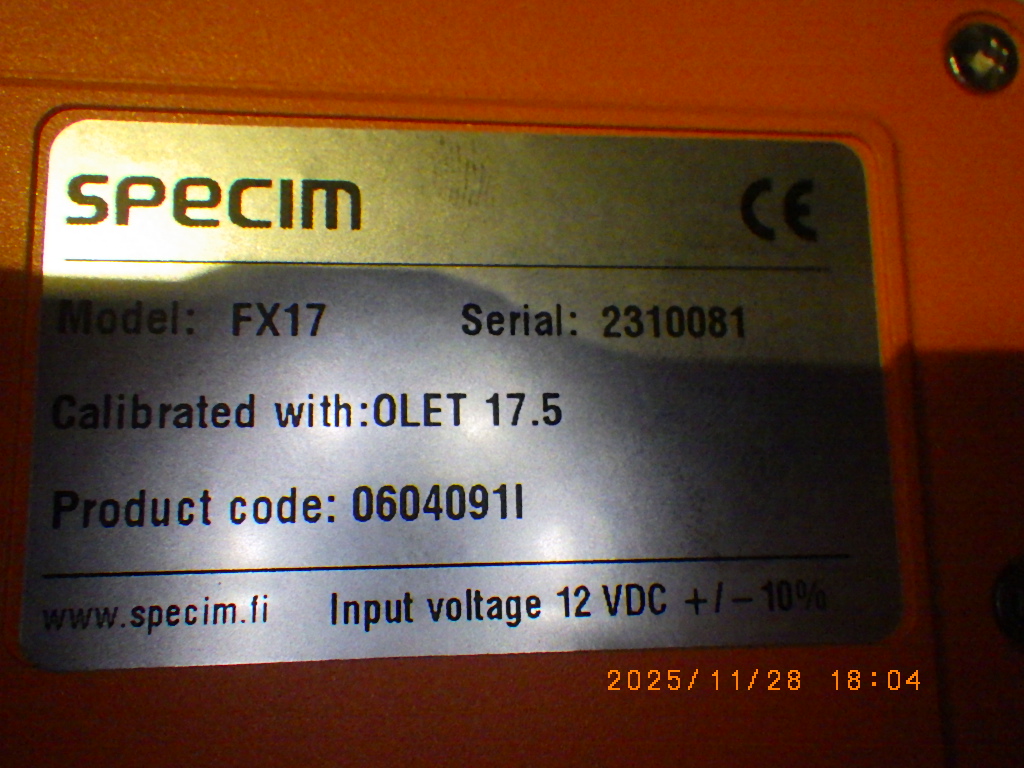 SPECIM CE
Model: FX17 Serial: 2310081
Calibrated with:OLET 17.5
Product code: 0604091I
www.specim.fi Input voltage 12 VDC +/-10%
2025/11/28 18:04